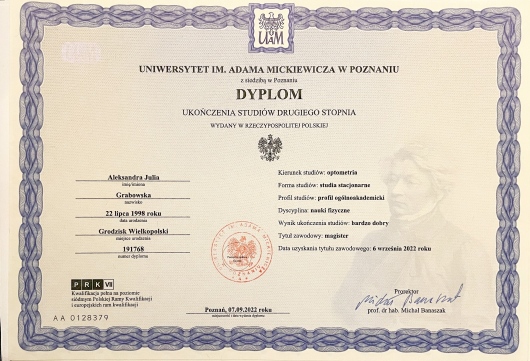 UAM
UNIWERSYTET IM. ADAMA MICKIEWICZA W POZNANIU
z siedzibą w Poznaniu
DYPLOM
UKOŃCZENIA STUDIÓW DRUGIEGO STOPNIA
WYDANY W RZECZYPOSPOLITEJ POLSKIEJ
Aleksandra Julia
imię/imiona
Grabowska
nazwisko
22 lipca 1998 roku
data urodzenia
Grodzisk Wielkopolski
miejsce urodzenia
191768
numer dyplomu
Kierunek studiów: optometria
Forma studiów: studia stacjonarne
Profil studiów: profil ogólnoakademicki
Dyscyplina: nauki fizyczne
Wynik ukończenia studiów: bardzo dobry
Tytuł zawodowy: magister
Data uzyskania tytułu zawodowego: 6 września 2022 roku
PRK VII
Kwalifikacja pełna na poziomie
siódmym Polskiej Ramy Kwalifikacji
i europejskich ram kwalifikacji
AA 0128379
Poznań, 07.09.2022 roku
miejscowość i data wydania dyplomu
Prorektor
prof. dr hab. Michał Banaszak